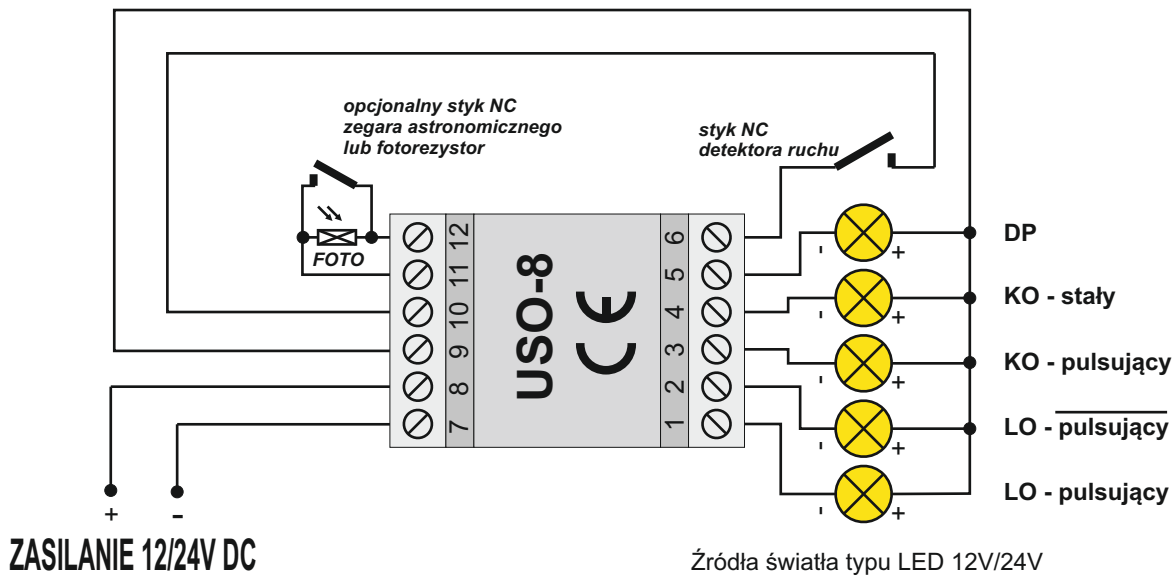 opcjonalny styk NC
zegara astronomicznego
lub fotorezystor
styk NC
detektora ruchu
FOTO
12
11
10
9
8
7
USO-8
CE
6
5
4
3
2
1
- +
DP
- +
KO - stały
- +
KO - pulsujący
- +
LO - pulsujący
- +
LO - pulsujący
+ -
ZASILANIE 12/24V DC
Źródła światła typu LED 12V/24V